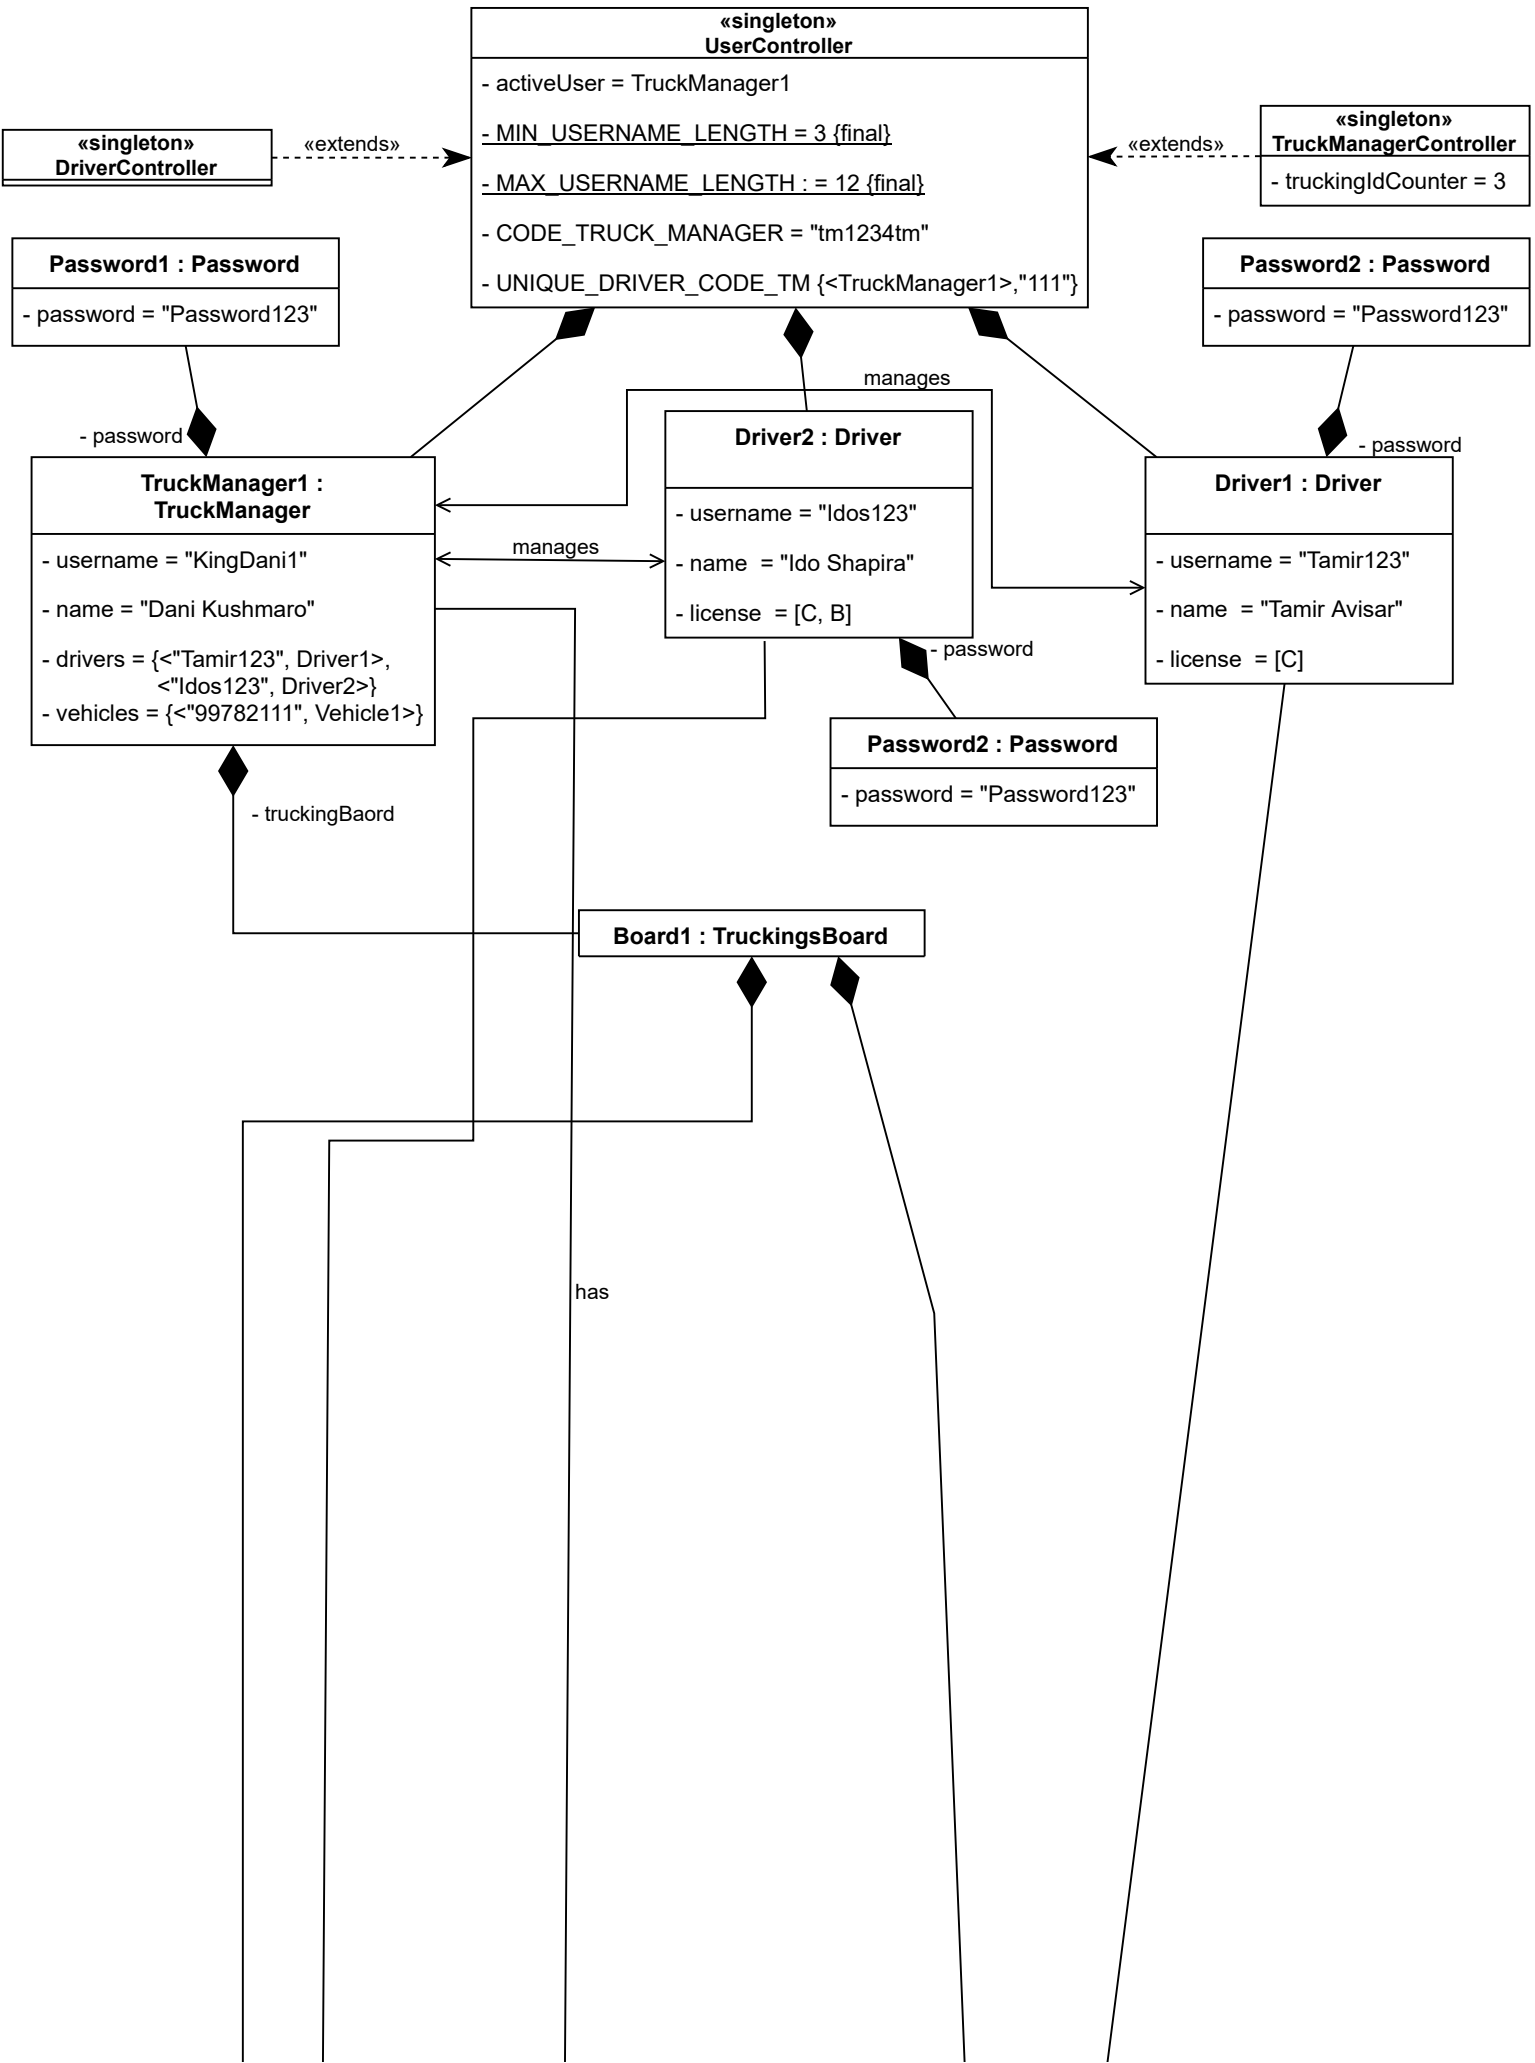 «singleton»
UserController
- activeUser = TruckManager1
- MIN_USERNAME_LENGTH = 3 {final}
- MAX_USERNAME_LENGTH : = 12 {final}
- CODE_TRUCK_MANAGER = "tm1234tm"
- UNIQUE_DRIVER_CODE_TM {<TruckManager1>,"111"}
«singleton»
DriverController
«extends»
«extends»
«singleton»
TruckManagerController
- truckingIdCounter = 3
Password1 : Password
- password = "Password123"
Password2 : Password
- password = "Password123"
manages
- password
- password
TruckManager1 :
TruckManager
- username = "KingDani1"
- name = "Dani Kushmaro"
- drivers = {<"Tamir123", Driver1>,
<"Idos123", Driver2>}
- vehicles = {<"99782111", Vehicle1>}
manages
Driver2 : Driver
- username = "Idos123"
- name  = "Ido Shapira"
- license  = [C, B]
Driver1 : Driver
- username = "Tamir123"
- name  = "Tamir Avisar"
- license  = [C]
- password
Password2 : Password
- password = "Password123"
- truckingBaord
Board1 : TruckingsBoard
has